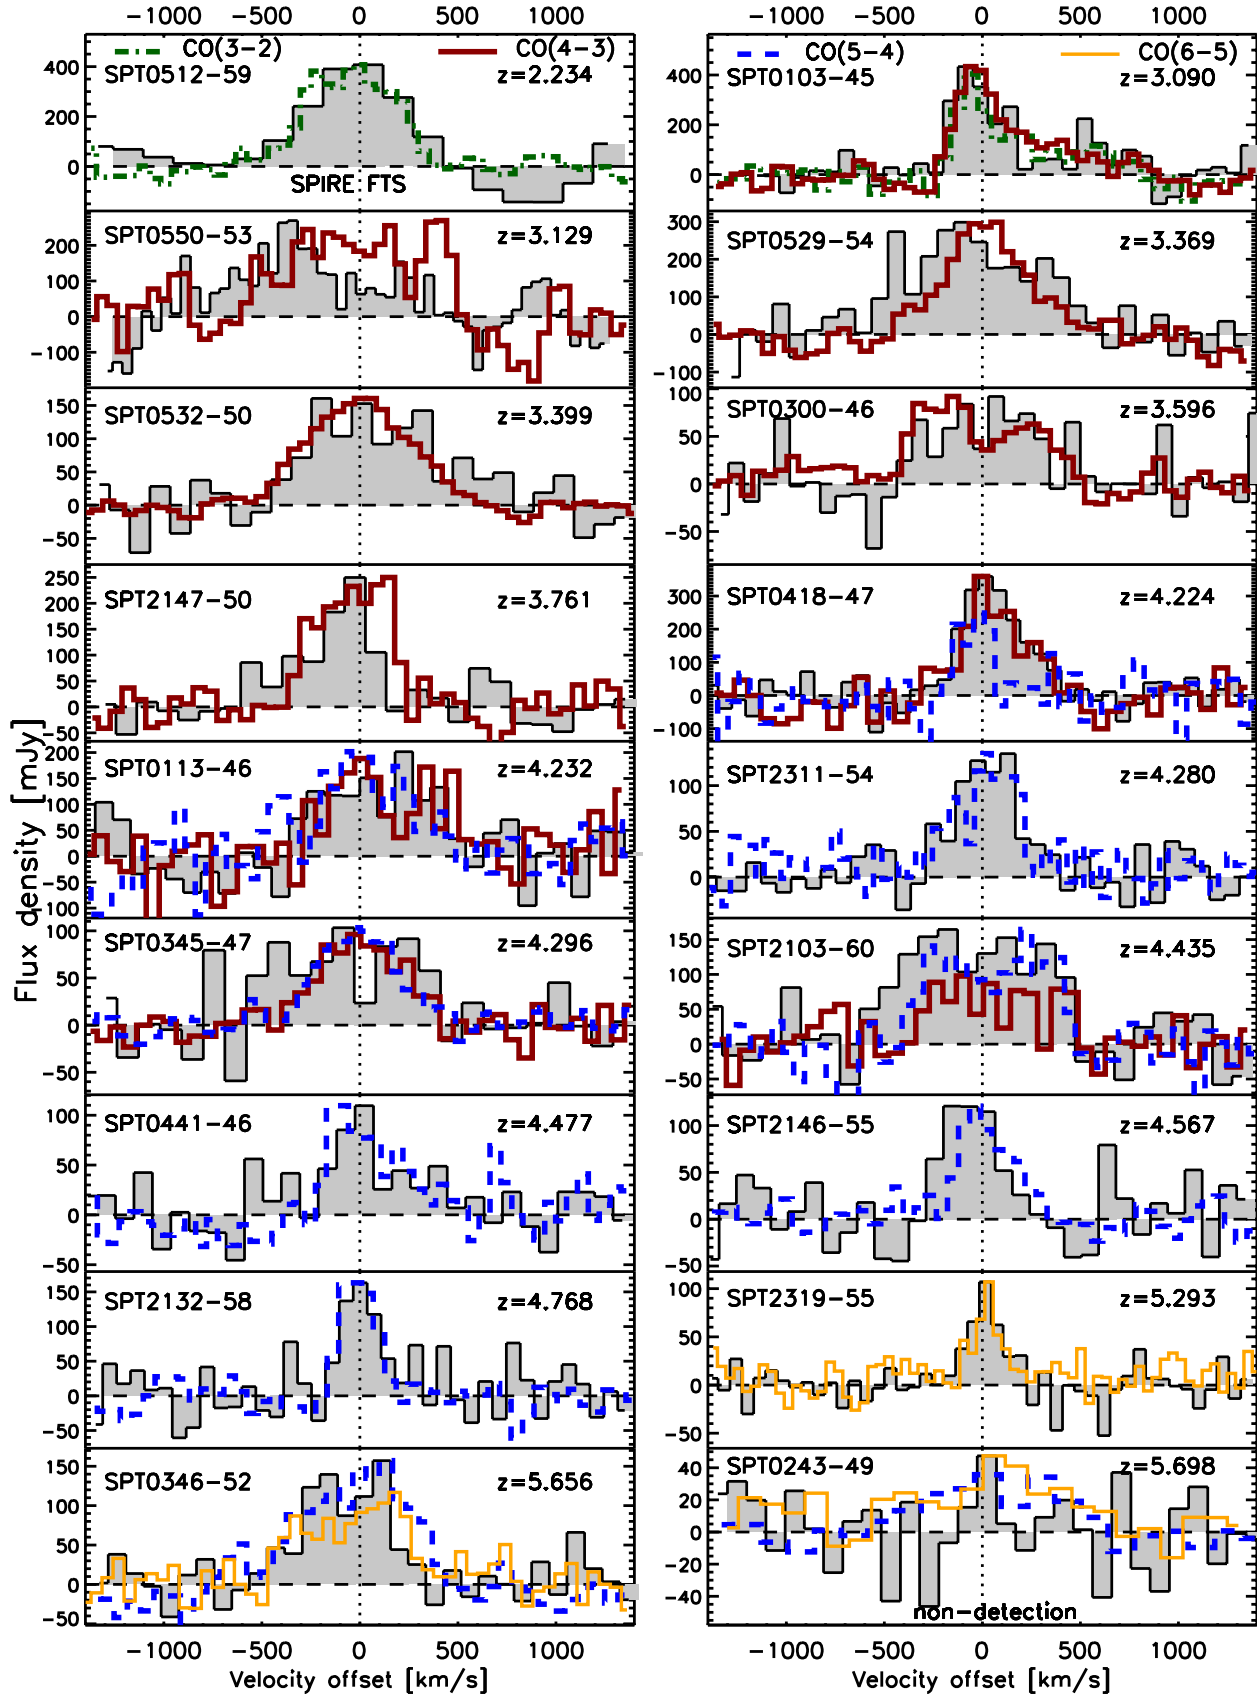 −1000 −500 0 500 1000
−1000 −500 0 500 1000
CO(3−2) CO(4−3)
CO(5−4) CO(6−5)
SPT0512−59 z=2.234
400
200
0
SPIRE FTS
SPT0103−45 z=3.090
400
200
0
SPT0550−53 z=3.129
200
100
0
−100
SPT0529−54 z=3.369
300
200
100
0
−100
SPT0532−50 z=3.399
150
100
50
0
−50
SPT0300−46 z=3.596
100
50
0
−50
SPT2147−50 z=3.761
250
200
150
100
50
0
−50
SPT0418−47 z=4.224
300
200
100
0
−100
SPT0113−46 z=4.232
200
150
100
50
0
−50
100
SPT2311−54 z=4.280
150
100
50
0
SPT0345−47 z=4.296
100
50
0
−50
SPT2103−60 z=4.435
150
100
50
0
−50
SPT0441−46 z=4.477
100
50
0
−50
SPT2146−55 z=4.567
100
50
0
−50
SPT2132−58 z=4.768
150
100
50
0
−50
SPT2319−55 z=5.293
100
50
0
−50
SPT0346−52 z=5.656
150
100
50
0
−50
SPT0243−49 z=5.698
40
20
0
−20
−40
non−detection
Flux density [mJy]
−1000 −500 0 500 1000
Velocity offset [km/s]
−1000 −500 0 500 1000
Velocity offset [km/s]